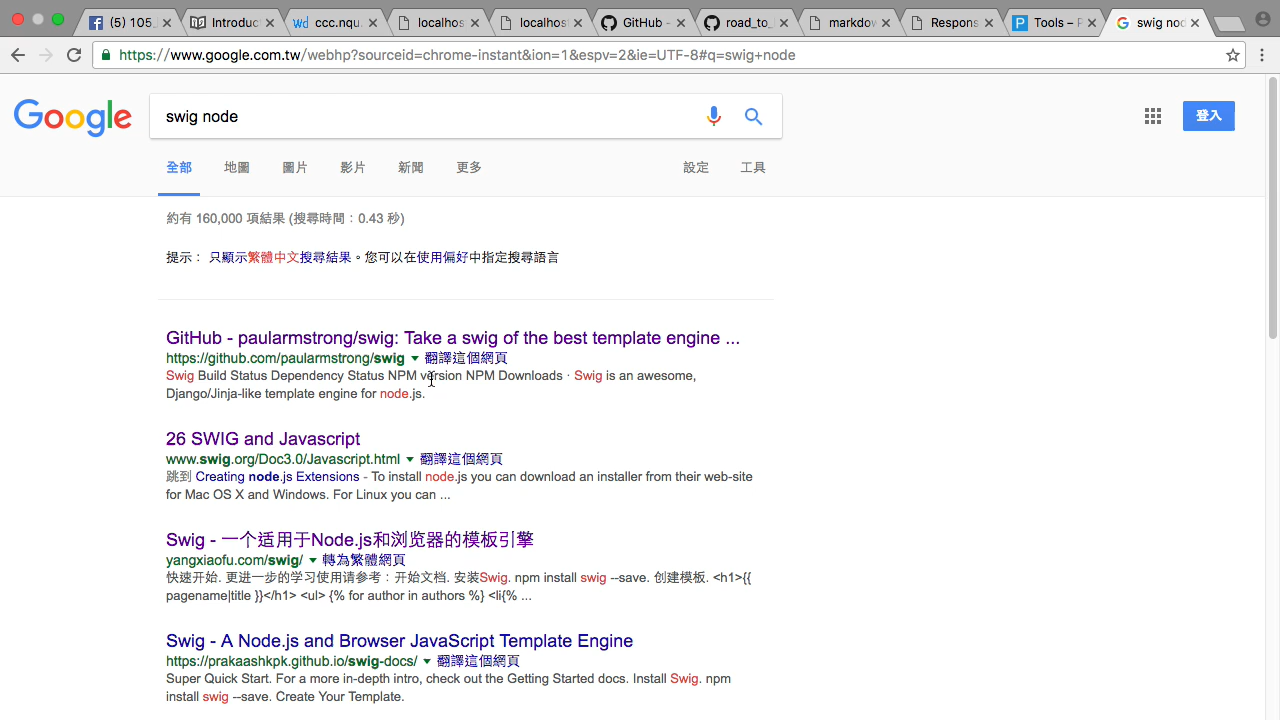 (5) 105
Introduc
ccc.nqu
localhos
localhos
GitHub -
road_to_
markdow
Respons
Tools – P
swig nod
https://www.google.com.tw/webhp?sourceid=chrome-instant&ion=1&espv=2&ie=UTF-8#q=swig+node
Google
swig node
登入
全部 地圖 圖片 影片 新聞 更多 設定 工具
約有 160,000 項結果 (搜尋時間：0.43 秒)
提示： 只顯示繁體中文搜尋結果。您可以在使用偏好中指定搜尋語言
GitHub - paularmstrong/swig: Take a swig of the best template engine ...
https://github.com/paularmstrong/swig ▼ 翻譯這個網頁
Swig Build Status Dependency Status NPM version NPM Downloads · Swig is an awesome,
Django/Jinja-like template engine for node.js.
26 SWIG and Javascript
www.swig.org/Doc3.0/Javascript.html ▼ 翻譯這個網頁
跳到 Creating node.js Extensions - To install node.js you can download an installer from their web-site
for Mac OS X and Windows. For Linux you can ...
Swig - 一个适用于Node.js和浏览器的模板引擎
yangxiaofu.com/swig/ ▼ 轉為繁體網頁
快速开始. 更进一步的学习使用请参考：开始文档. 安装Swig. npm install swig --save. 创建模板. <h1>{{
pagename|title }}</h1> <ul> {% for author in authors %} <li{% ...
Swig - A Node.js and Browser JavaScript Template Engine
https://prakaashkpk.github.io/swig-docs/ ▼ 翻譯這個網頁
Super Quick Start. For a more in-depth intro, check out the Getting Started docs. Install Swig. npm
install swig --save. Create Your Template.